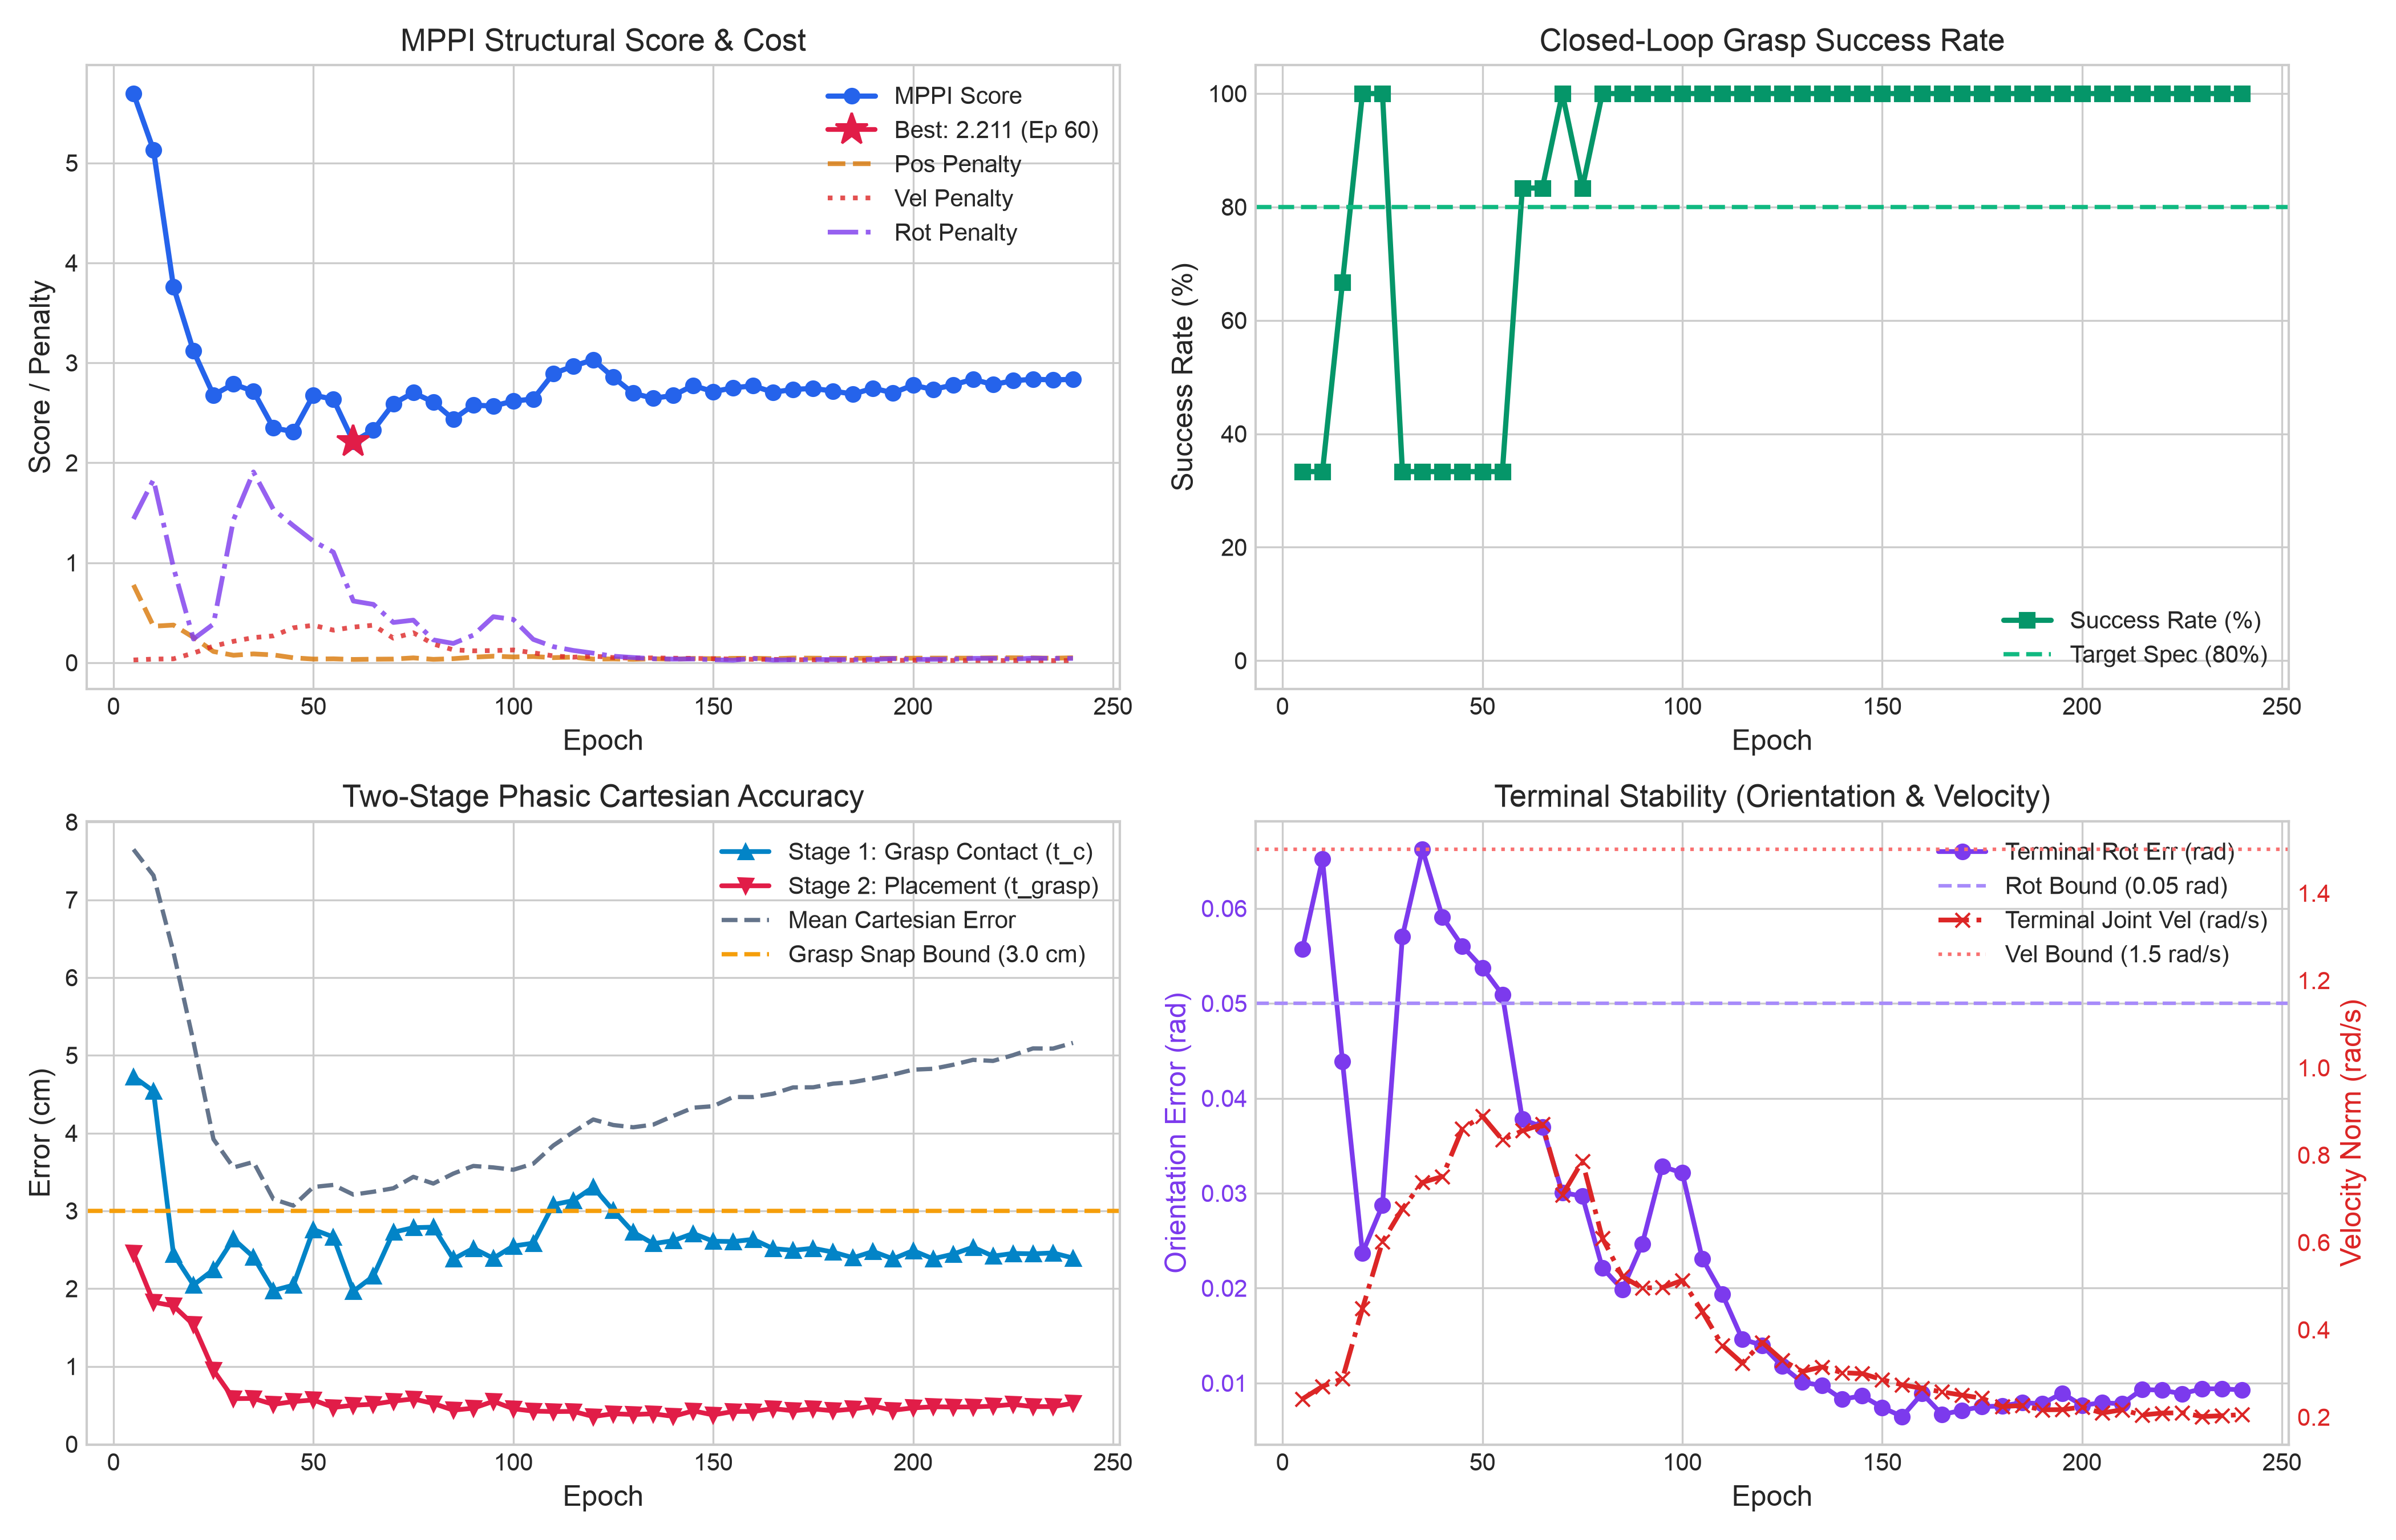 MPPI Structural Score & Cost
Score / Penalty
5
4
3
2
1
0
MPPI Score
Best: 2.211 (Ep 60)
Pos Penalty
Vel Penalty
Rot Penalty
0 50 100 150 200 250
Epoch
Closed-Loop Grasp Success Rate
Success Rate (%)
100
80
60
40
20
0
Success Rate (%)
Target Spec (80%)
0 50 100 150 200 250
Epoch
Two-Stage Phasic Cartesian Accuracy
Error (cm)
8
7
6
5
4
3
2
1
0
Stage 1: Grasp Contact (t_c)
Stage 2: Placement (t_grasp)
Mean Cartesian Error
Grasp Snap Bound (3.0 cm)
0 50 100 150 200 250
Epoch
Terminal Stability (Orientation & Velocity)
Orientation Error (rad)
0.06
0.05
0.04
0.03
0.02
0.01
Terminal Rot Err (rad)
Rot Bound (0.05 rad)
Terminal Joint Vel (rad/s)
Vel Bound (1.5 rad/s)
1.4
1.2
1.0
0.8
0.6
0.4
0.2
Velocity Norm (rad/s)
0 50 100 150 200 250
Epoch